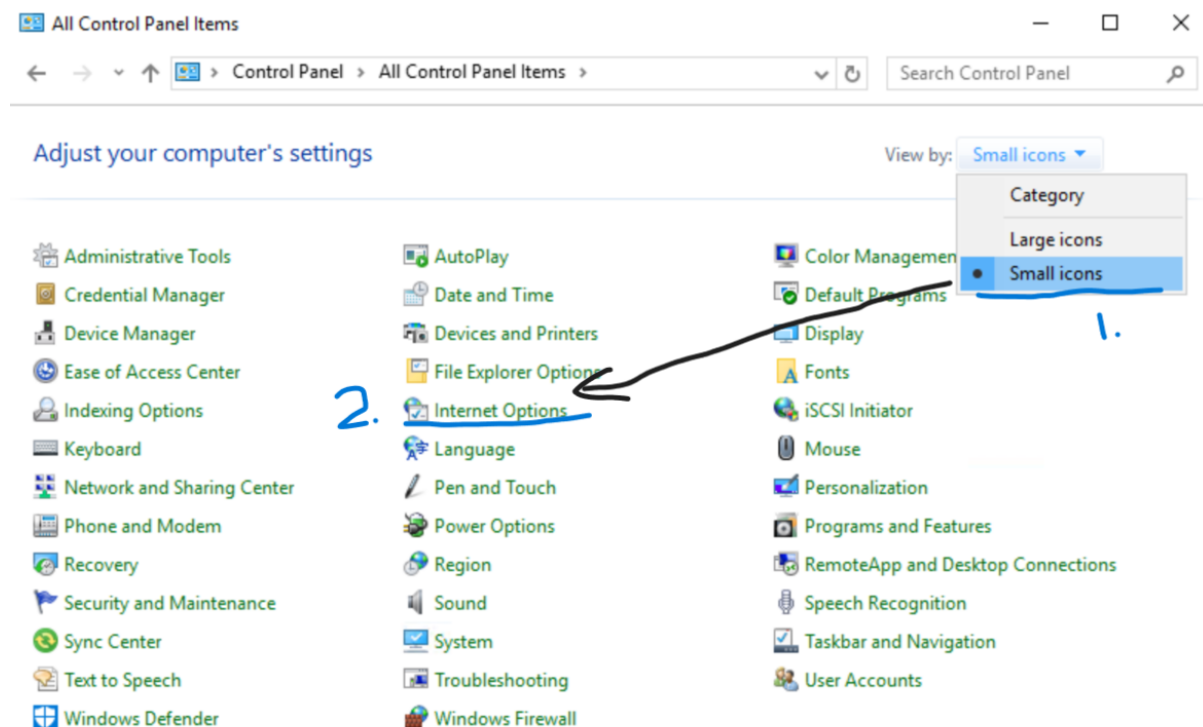 All Control Panel Items
Control Panel > All Control Panel Items >
Search Control Panel
Adjust your computer's settings
View by: Small icons
Category
Large icons
Small icons
1.
Administrative Tools
AutoPlay
Color Managemen
Credential Manager
Date and Time
Default Programs
Device Manager
Devices and Printers
Display
Ease of Access Center
File Explorer Options
Fonts
Indexing Options
2.
Internet Options
iSCSI Initiator
Keyboard
Language
Mouse
Network and Sharing Center
Pen and Touch
Personalization
Phone and Modem
Power Options
Programs and Features
Recovery
Region
RemoteApp and Desktop Connections
Security and Maintenance
Sound
Speech Recognition
Sync Center
System
Taskbar and Navigation
Text to Speech
Troubleshooting
User Accounts
Windows Defender
Windows Firewall